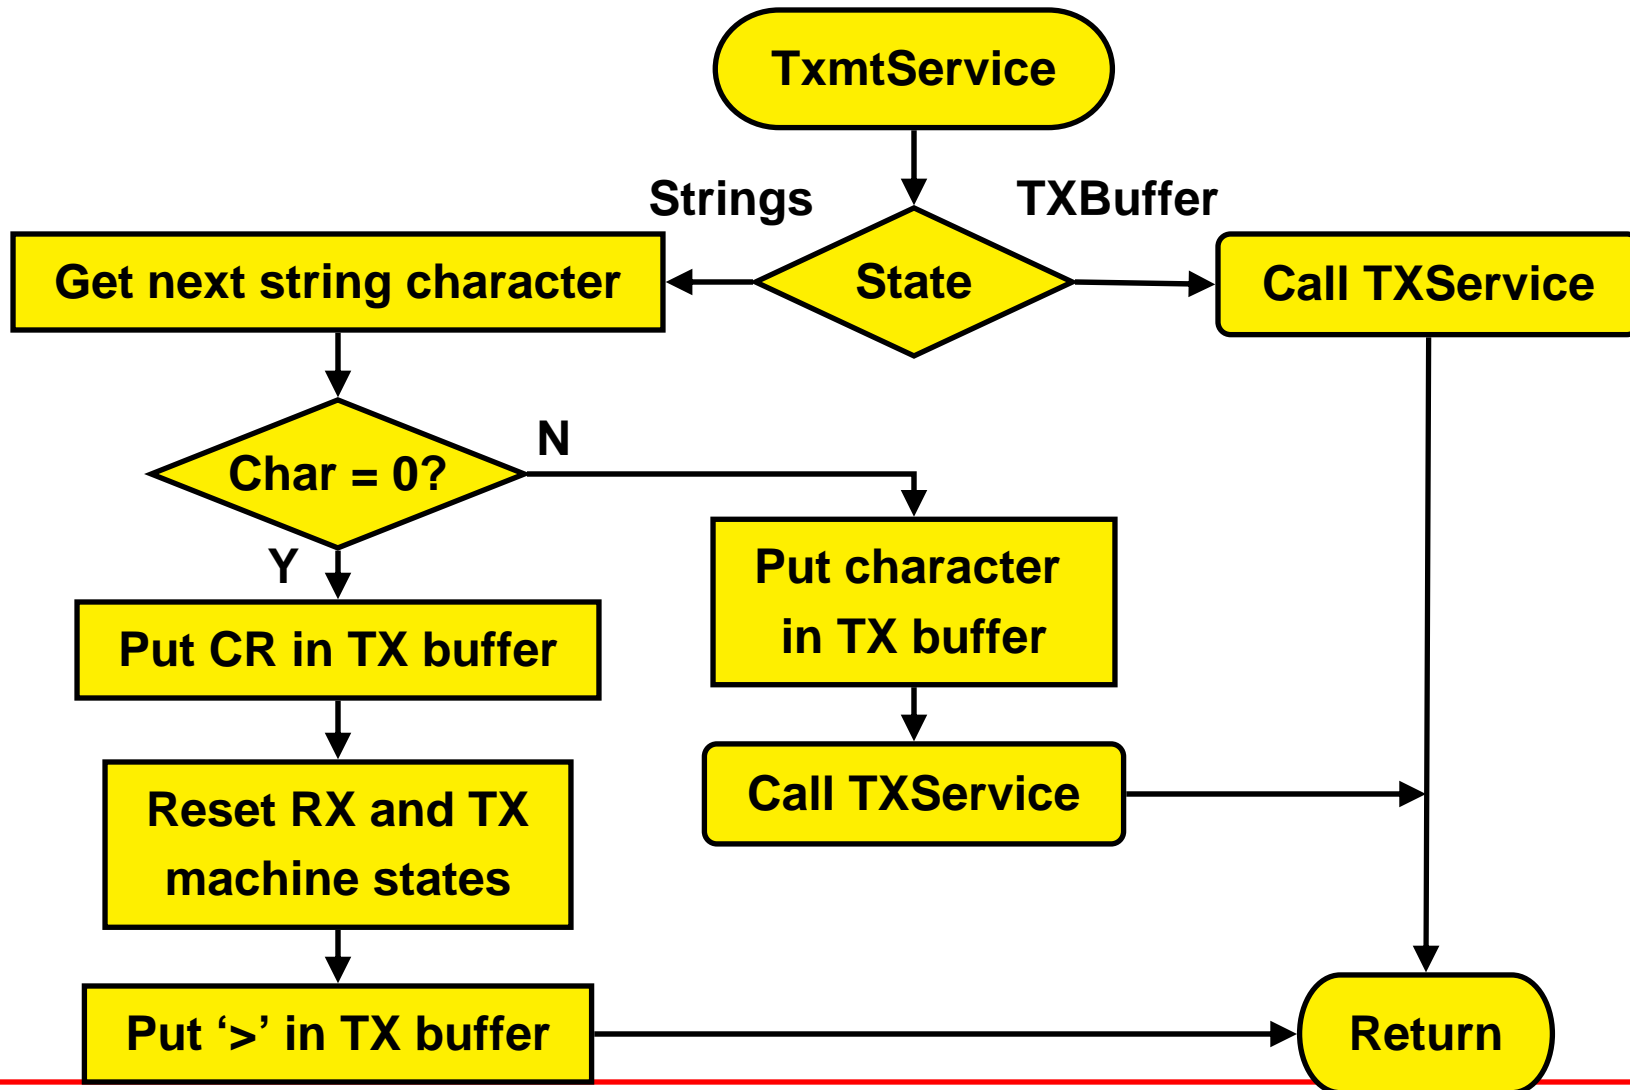 TxmtService
Strings
TXBuffer
Get next string character
State
Call TXService
Char = 0?
N
Y
Put character
in TX buffer
Put CR in TX buffer
Call TXService
Reset RX and TX
machine states
Put ‘>’ in TX buffer
Return